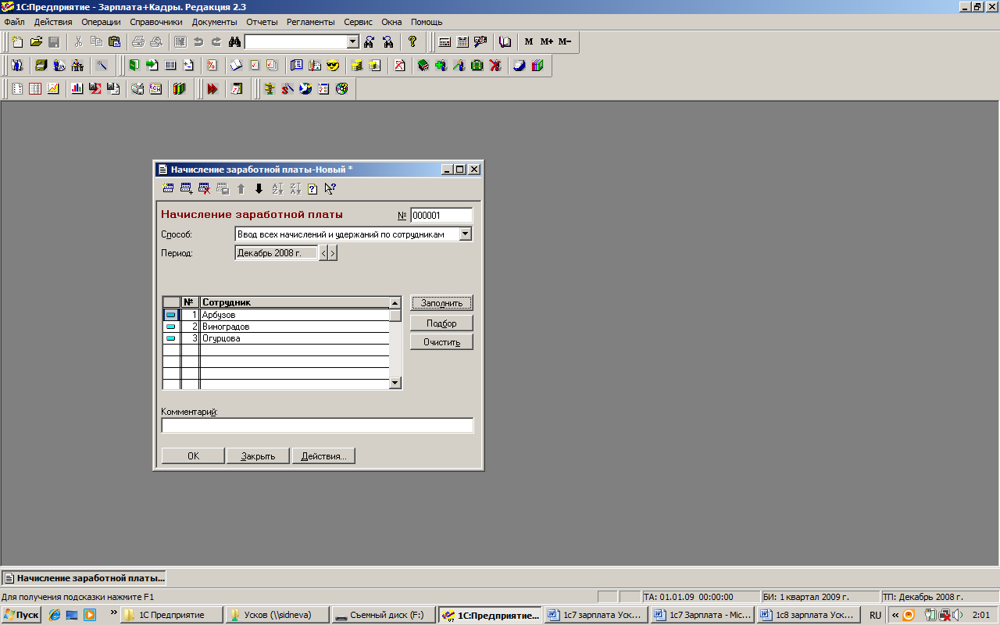 1С:Предприятие - Зарплата+Кадры. Редакция 2.3
Файл Действия Операции Справочники Документы Отчеты Регламенты Сервис Окна Помощь
M M+ M−
Начисление заработной платы-Новый *
Начисление заработной платы № 000001
Способ: Ввод всех начислений и удержаний по сотрудникам
Период: Декабрь 2008 г. < >
№ Сотрудник
Заполнить
1 Арбузов
2 Виноградов
Подбор
3 Огурцова
Очистить
Комментарий:
OK Закрыть Действия...
Начисление заработной платы...
Для получения подсказки нажмите F1 ТА: 01.01.09 00:00:00 БИ: 1 квартал 2009 г. ТП: Декабрь 2008 г.
Пуск » 1С Предприятие Усков (\\sidneva) Съемный диск (F:) 1С:Предприятие... 1с7 зарплата Уск... 1с7 Зарплата - Mic... 1с8 зарплата Уск... RU « 2:01